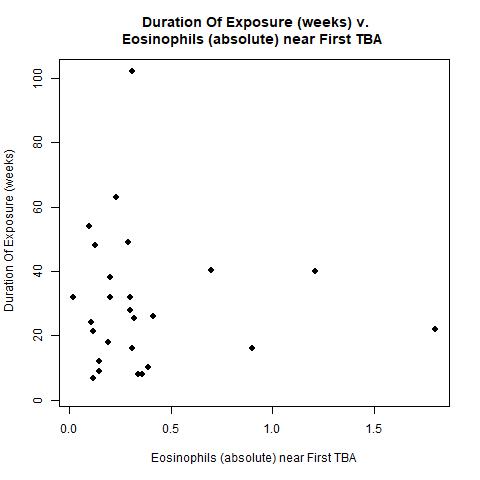 Duration Of Exposure (weeks) v.
Eosinophils (absolute) near First TBA
Duration Of Exposure (weeks)
100
80
60
40
20
0
0.0 0.5 1.0 1.5
Eosinophils (absolute) near First TBA